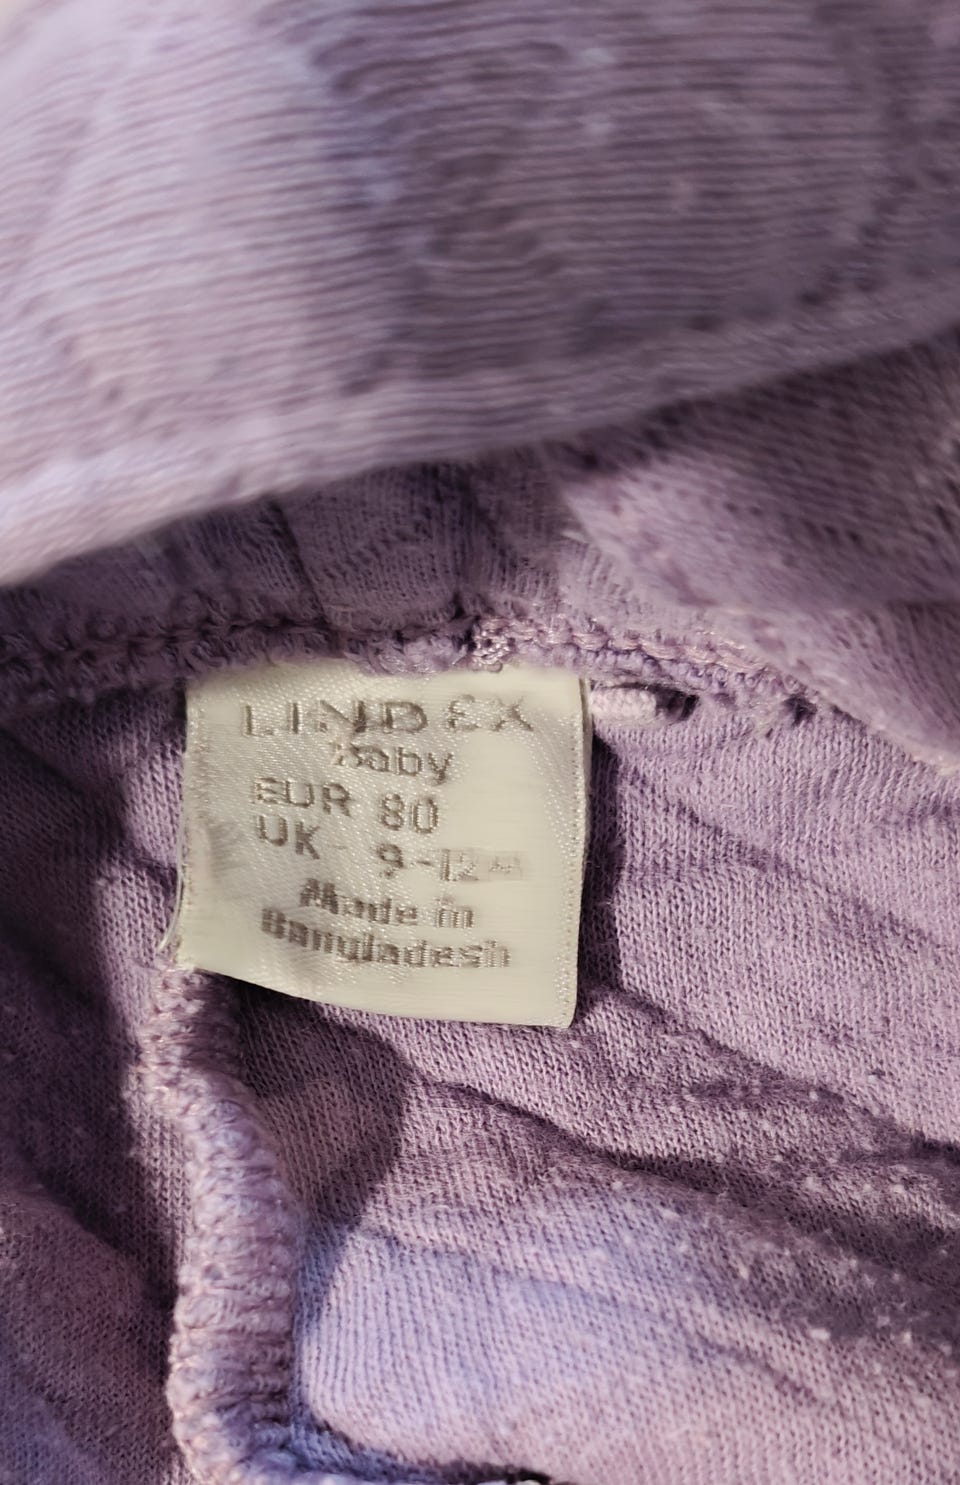 LINDEX
Baby
EUR 80
UK 9-12 M
Made in
Bangladesh